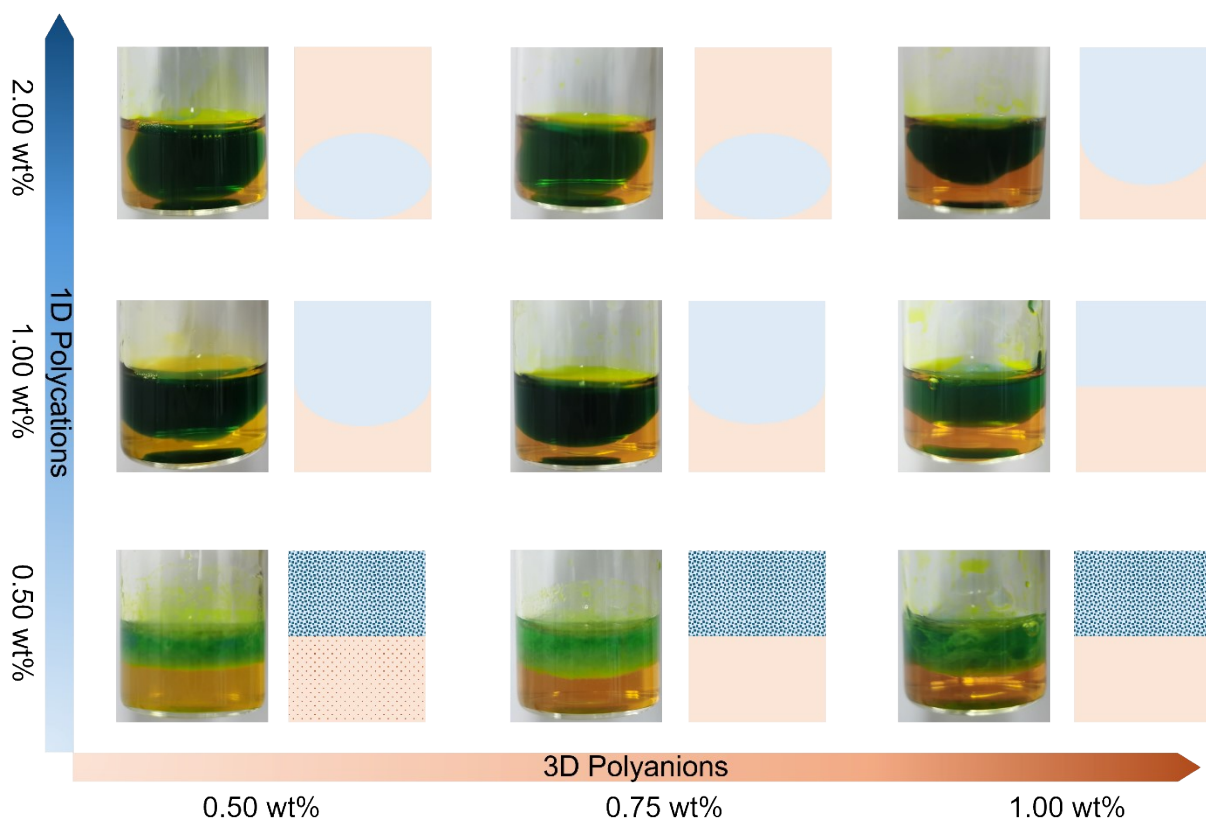 2.00 wt%
1.00 wt%
0.50 wt%
1D Polycations
3D Polyanions
0.50 wt%
0.75 wt%
1.00 wt%